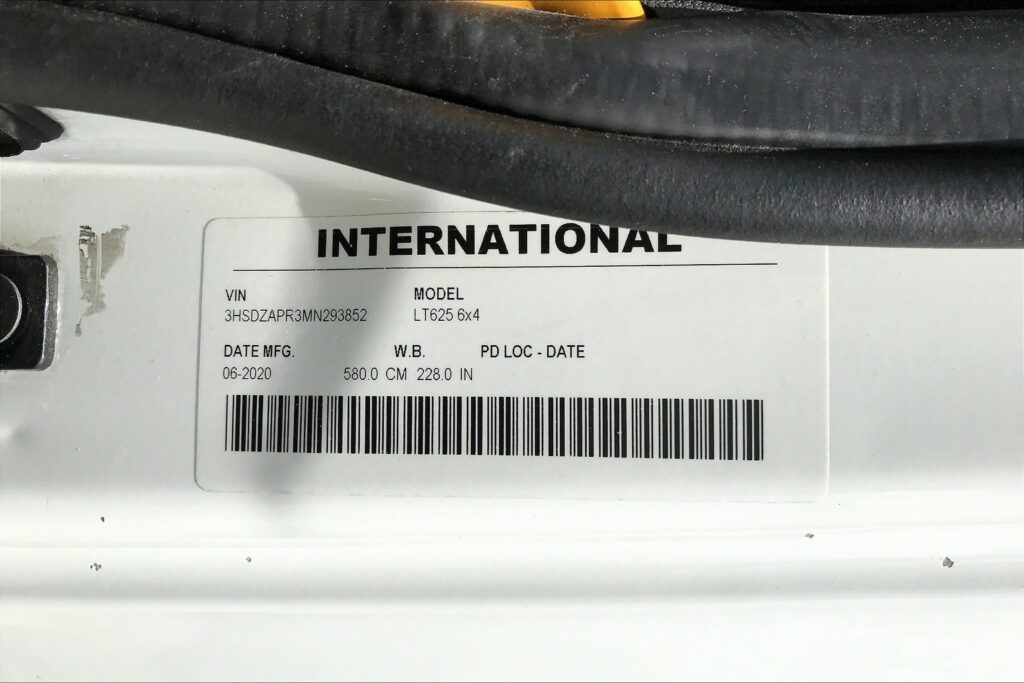 INTERNATIONAL
VIN MODEL
3HSDZAPR3MN293852 LT625 6x4
DATE MFG. W.B. PD LOC - DATE
06-2020 580.0 CM 228.0 IN